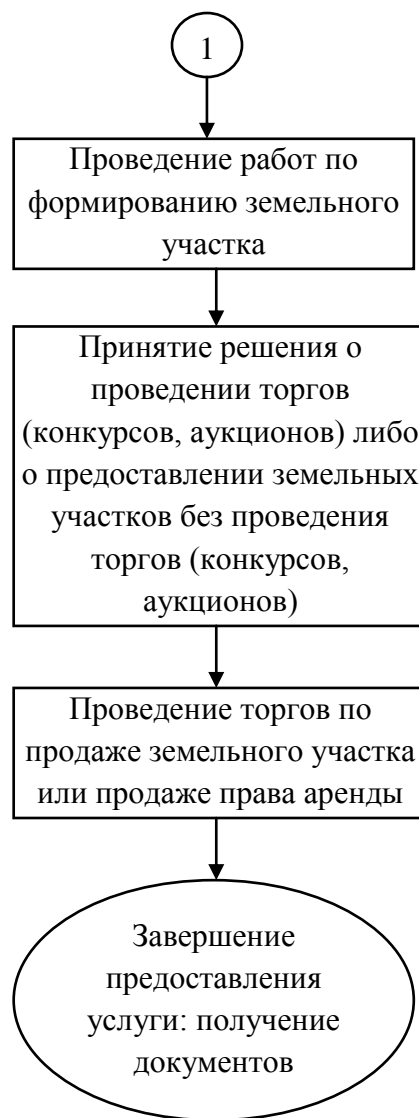 1
Проведение работ по
формированию земельного
участка
Принятие решения о
проведении торгов
(конкурсов, аукционов) либо
о предоставлении земельных
участков без проведения
торгов (конкурсов,
аукционов)
Проведение торгов по
продаже земельного участка
или продаже права аренды
Завершение
предоставления
услуги: получение
документов